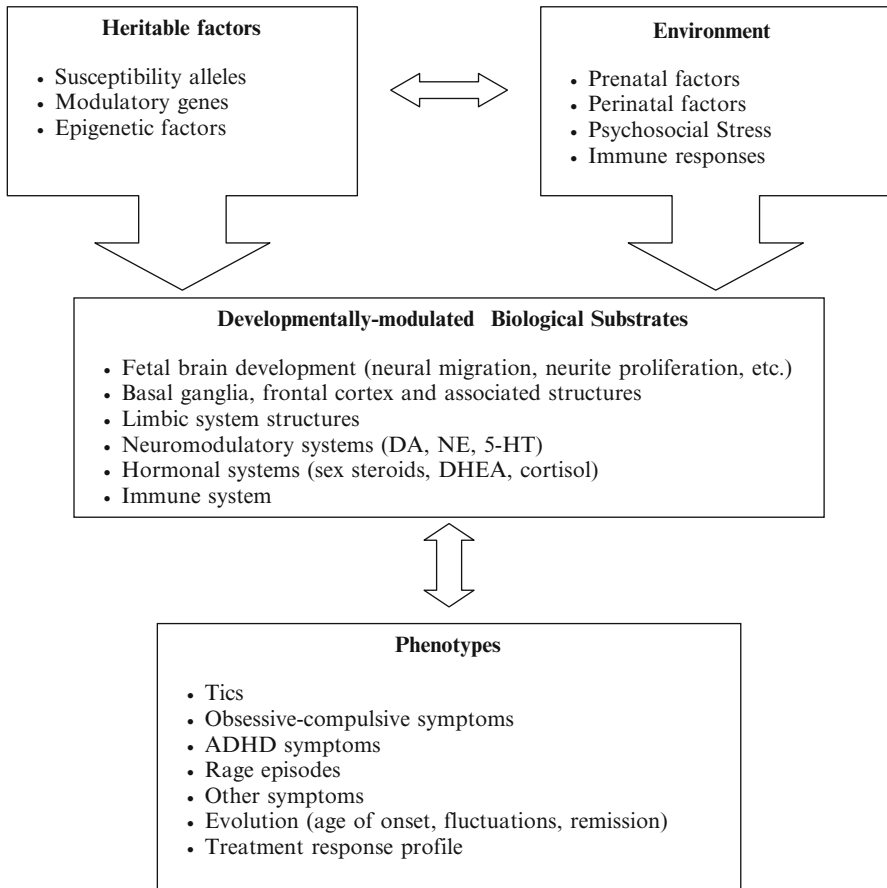 Heritable factors
• Susceptibility alleles
• Modulatory genes
• Epigenetic factors
Environment
• Prenatal factors
• Perinatal factors
• Psychosocial Stress
• Immune responses
Developmentally-modulated Biological Substrates
• Fetal brain development (neural migration, neurite proliferation, etc.)
• Basal ganglia, frontal cortex and associated structures
• Limbic system structures
• Neuromodulatory systems (DA, NE, 5-HT)
• Hormonal systems (sex steroids, DHEA, cortisol)
• Immune system
Phenotypes
• Tics
• Obsessive-compulsive symptoms
• ADHD symptoms
• Rage episodes
• Other symptoms
• Evolution (age of onset, fluctuations, remission)
• Treatment response profile